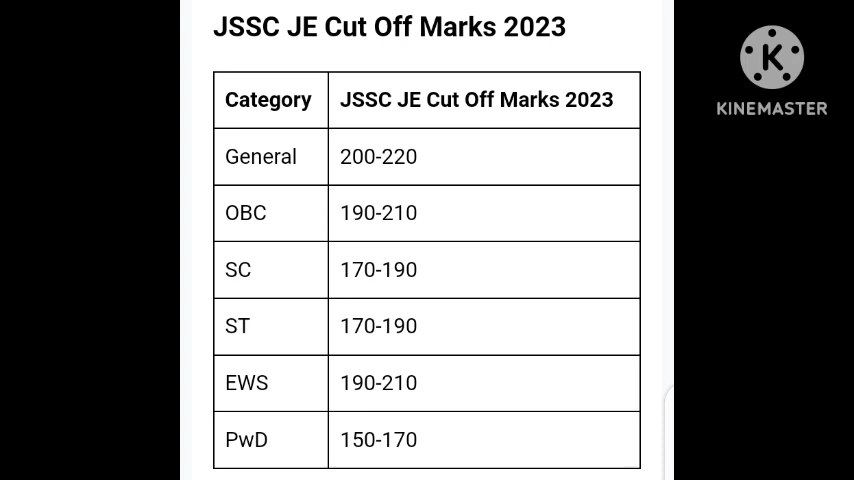 JSSC JE Cut Off Marks 2023
Category JSSC JE Cut Off Marks 2023
General 200-220
OBC 190-210
SC 170-190
ST 170-190
EWS 190-210
PwD 150-170
K
KINEMASTER